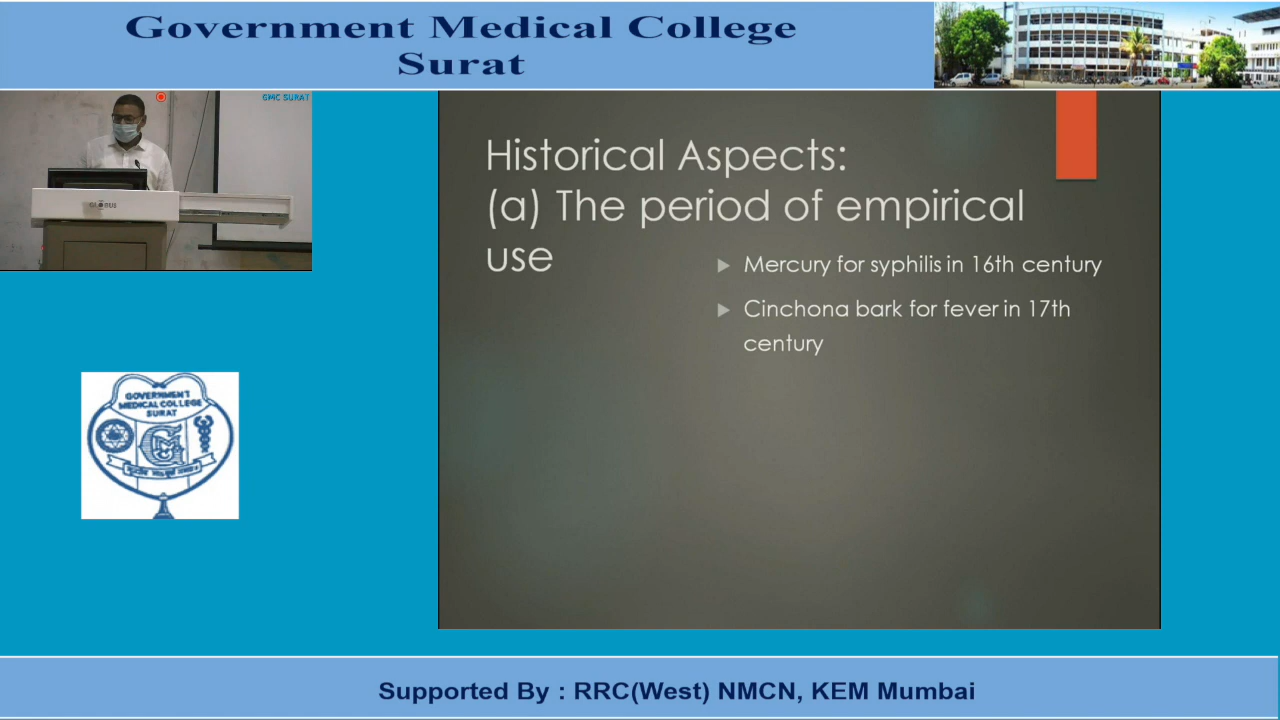 Government Medical College
Surat
GMC SURAT
GLOBUS
Historical Aspects:
(a) The period of empirical
use
Mercury for syphilis in 16th century
Cinchona bark for fever in 17th
century
GOVERNMENT
MEDICAL COLLEGE
SURAT
Supported By : RRC(West) NMCN, KEM Mumbai